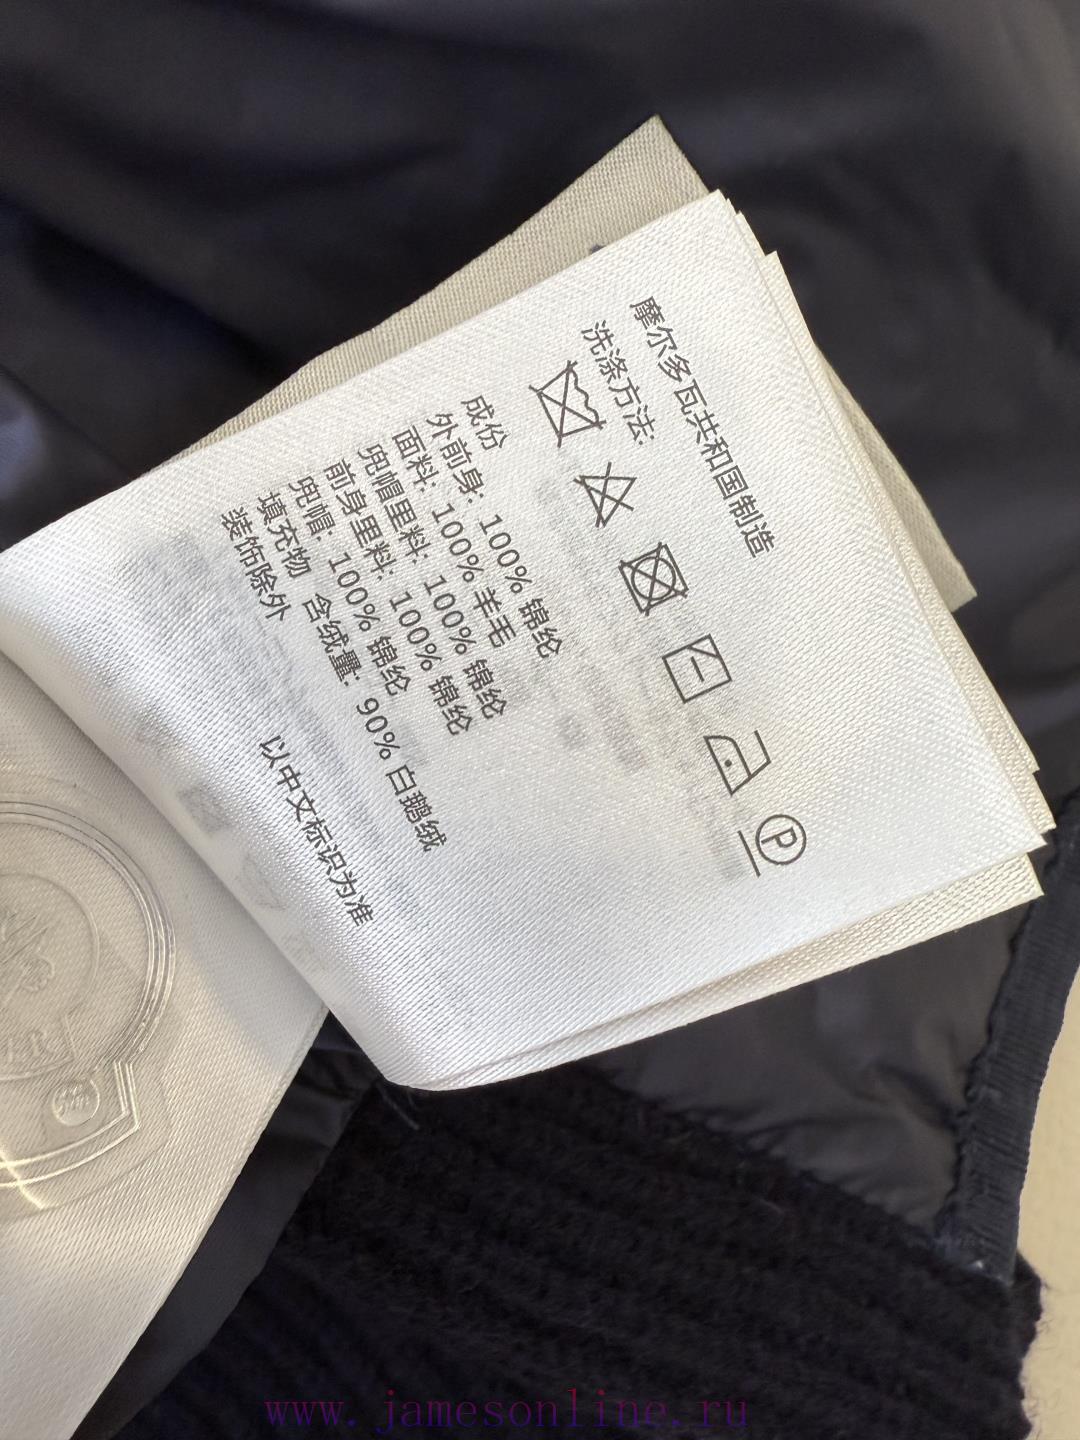 摩尔多瓦共和国制造
洗涤方法:
P
成份
外前身: 100% 锦纶
面料: 100% 羊毛
兜帽里料: 100% 锦纶
前身里料: 100% 锦纶
兜帽: 100% 锦纶
填充物 含绒量: 90% 白鹅绒
装饰除外
以中文标识为准
www.jamesonline.ru